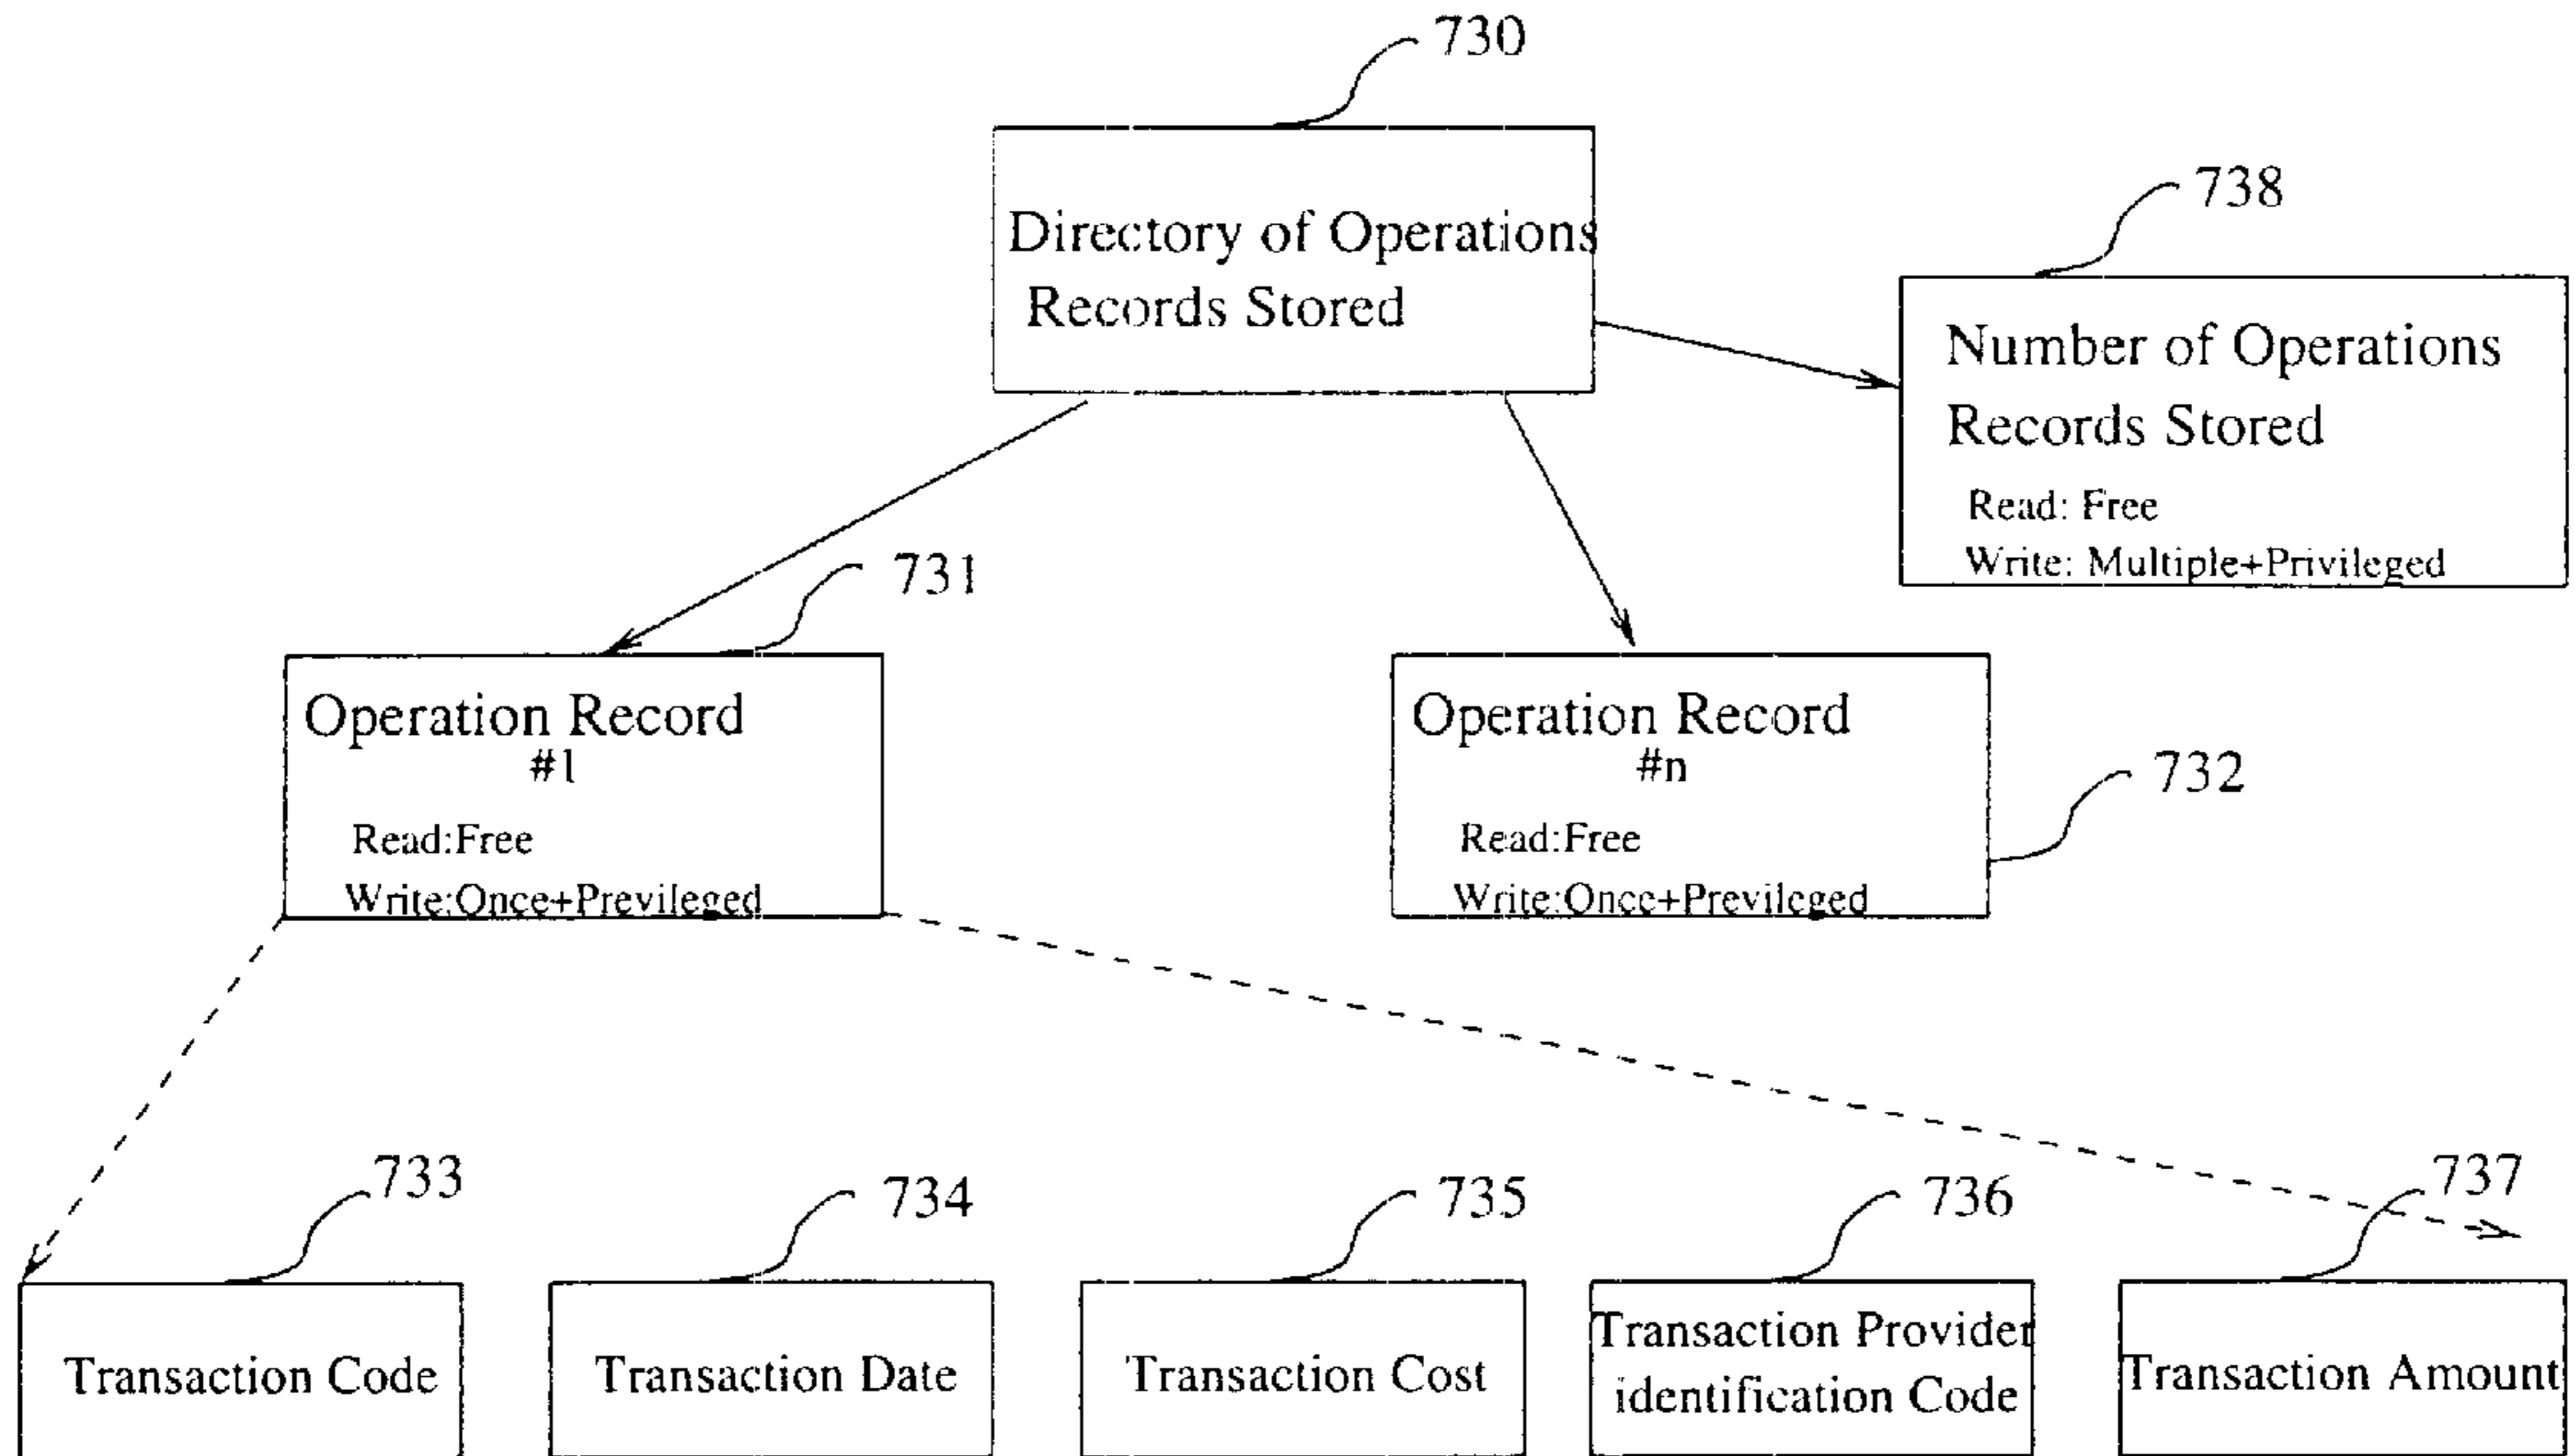 730
Directory of Operations
Records Stored
738
Number of Operations
Records Stored
Read: Free
Write: Multiple+Privileged
731
Operation Record
#1
Read:Free
Write:Once+Previleged
Operation Record
#n
Read:Free
Write:Once+Previleged
732
733
Transaction Code
734
Transaction Date
735
Transaction Cost
736
Transaction Provider
identification Code
737
Transaction Amount